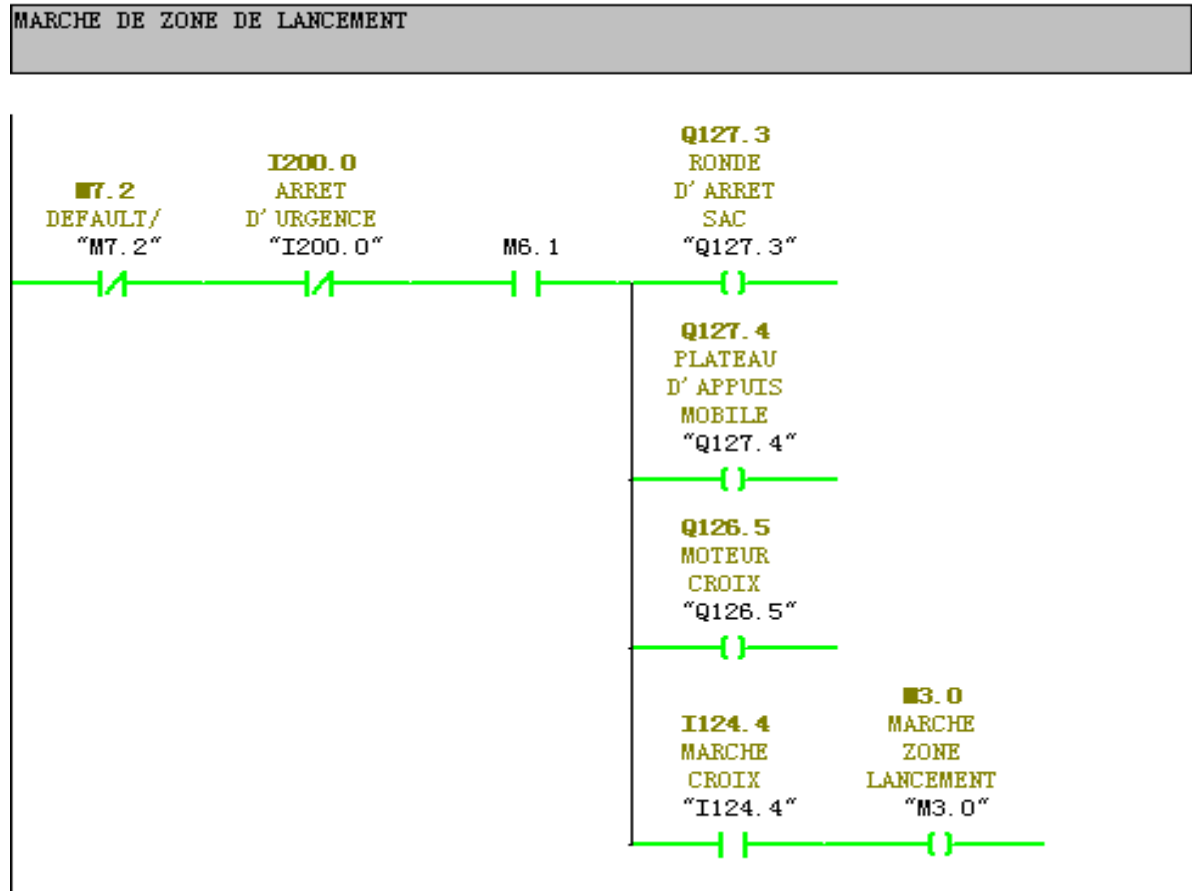 MARCHE DE ZONE DE LANCEMENT
M7.2
DEFAULT/
"M7.2"
I200.0
ARRET
D'URGENCE
"I200.0"
M6.1
Q127.3
RONDE
D'ARRET
SAC
"Q127.3"
Q127.4
PLATEAU
D'APPUIS
MOBILE
"Q127.4"
Q126.5
MOTEUR
CROIX
"Q126.5"
I124.4
MARCHE
CROIX
"I124.4"
M3.0
MARCHE
ZONE
LANCEMENT
"M3.0"